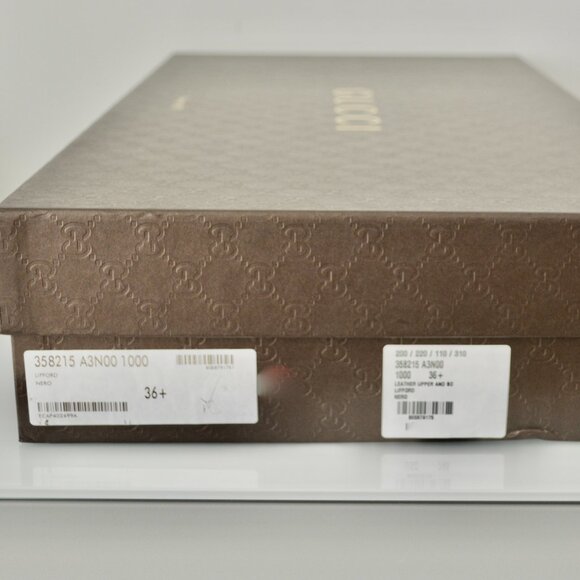 GUCCI
358215 A3N00 1000
LIFFORD
NERO
36+
200 / 220 / 110 / 310
358215 A3N00
1000 36+
LEATHER UPPER AND SO
LIFFORD
NERO